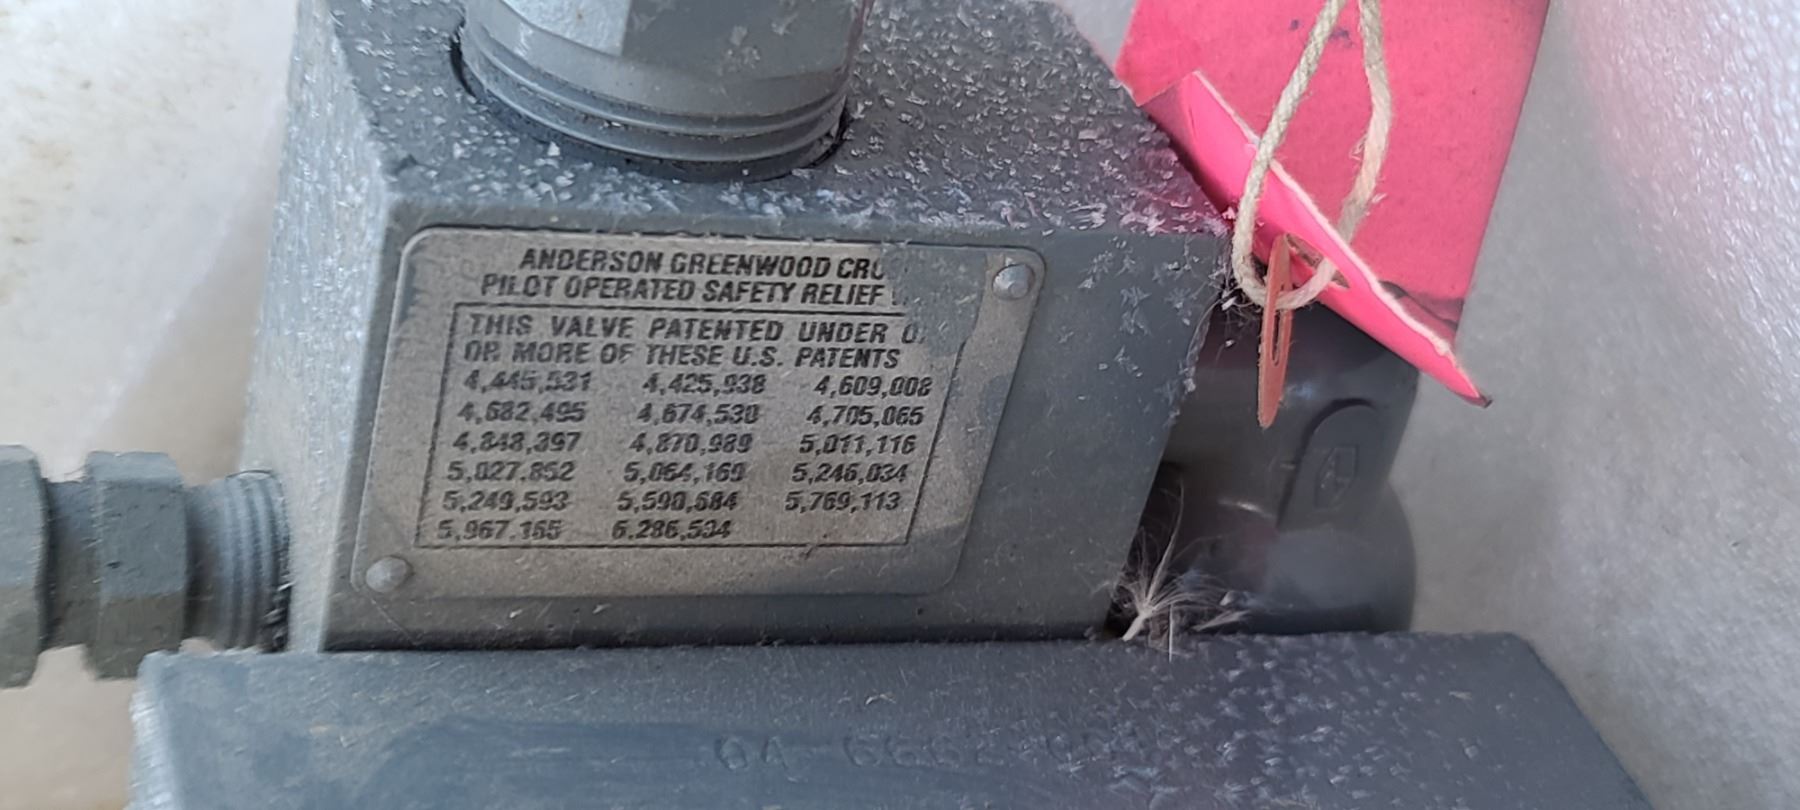 ANDERSON GREENWOOD
PILOT OPERATED SAFETY RELIEF
THIS VALVE PATENTED UNDER
OR MORE OF THESE U.S. PATENTS
4,445,531 4,425,938 4,609,008
4,682,495 4,674,530 4,705,065
4,848,397 4,870,989 5,011,116
5,027,852 5,064,169 5,246,034
5,249,593 5,590,684 5,769,113
5,967,165 6,286,534